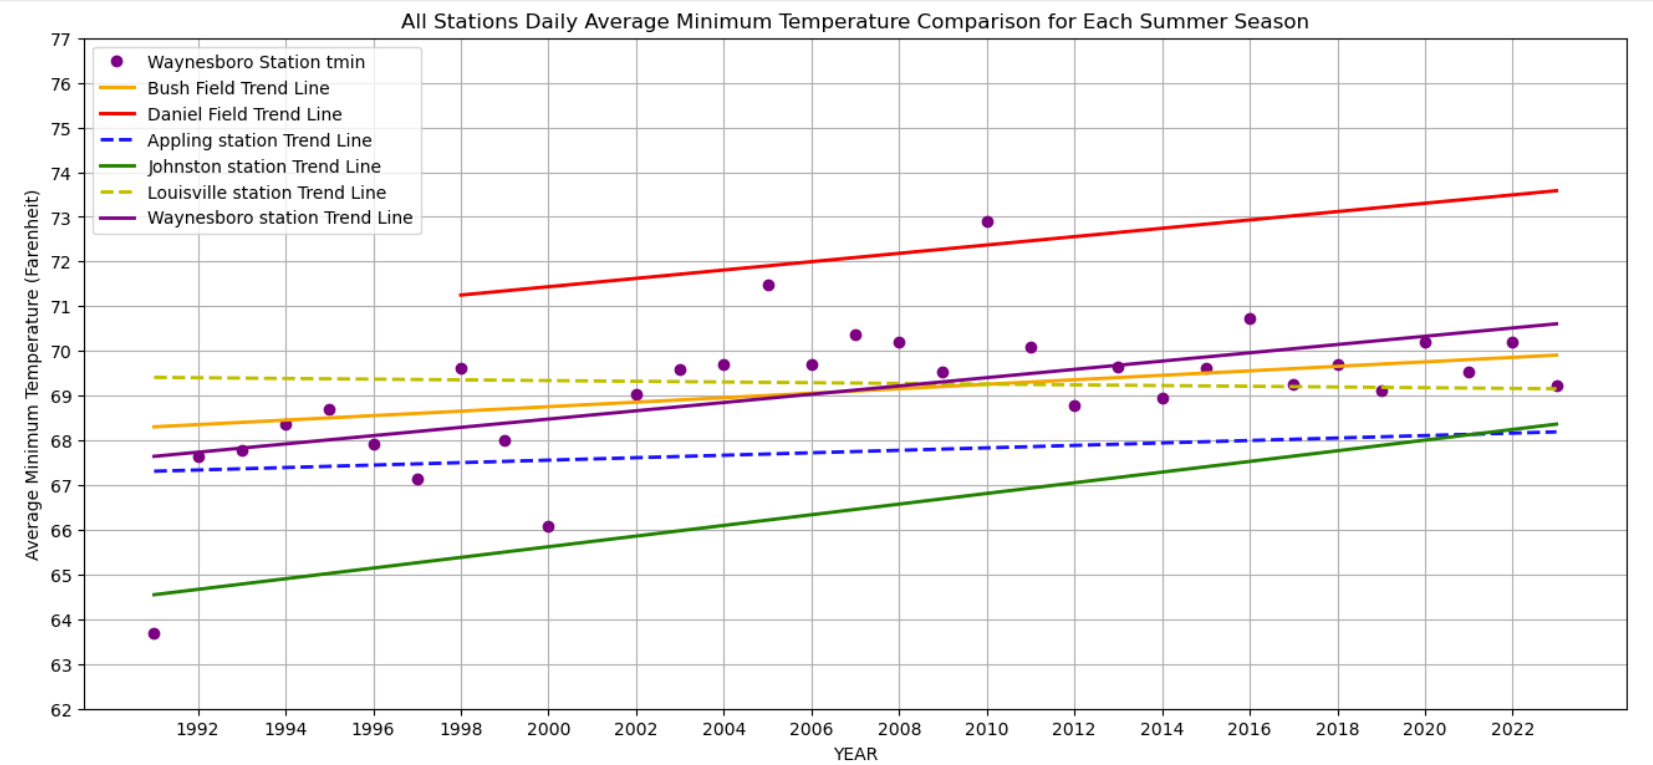 All Stations Daily Average Minimum Temperature Comparison for Each Summer Season
Waynesboro Station tmin
Bush Field Trend Line
Daniel Field Trend Line
Appling station Trend Line
Johnston station Trend Line
Louisville station Trend Line
Waynesboro station Trend Line
Average Minimum Temperature (Farenheit)
77
76
75
74
73
72
71
70
69
68
67
66
65
64
63
62
1992 1994 1996 1998 2000 2002 2004 2006 2008 2010 2012 2014 2016 2018 2020 2022
YEAR